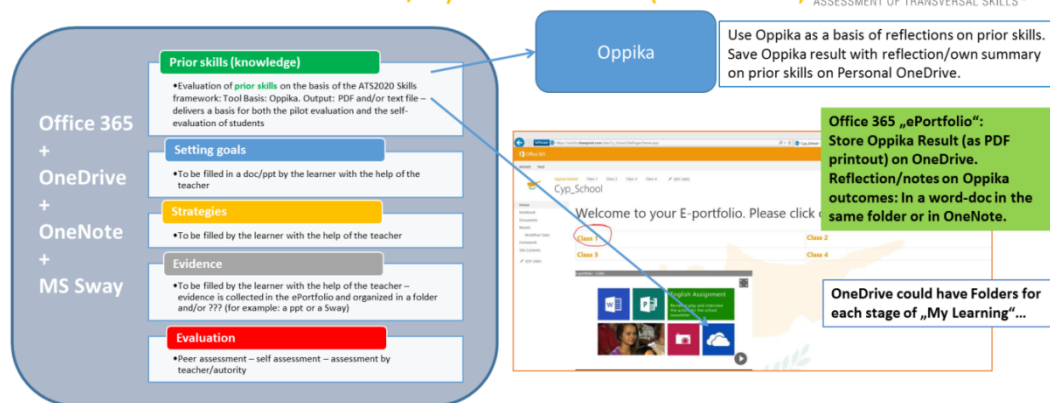 ASSESSMENT OF TRANSVERSAL SKILLS
Office 365
+
OneDrive
+
OneNote
+
MS Sway
Prior skills (knowledge)
•Evaluation of prior skills on the basis of the ATS2020 Skills
framework: Tool Basis: Oppika. Output: PDF and/or text file –
delivers a basis for both the pilot evaluation and the self-
evaluation of students
Setting goals
•To be filled in a doc/ppt by the learner with the help of the
teacher
Strategies
•To be filled by the learner with the help of the teacher
Evidence
•To be filled by the learner with the help of the teacher –
evidence is collected in the ePortfolio and organized in a folder
and/or ??? (for example: a ppt or a Sway)
Evaluation
•Peer assessment – self assessment – assessment by
teacher/autority
Oppika
Use Oppika as a basis of reflections on prior skills.
Save Oppika result with reflection/own summary
on prior skills on Personal OneDrive.
Office 365 „ePortfolio“:
Store Oppika Result (as PDF
printout) on OneDrive.
Reflection/notes on Oppika
outcomes: In a word-doc in the
same folder or in OneNote.
Office 365
Cyp_School
Welcome to your E-portfolio. Please click
Class 1
Class 2
Class 3
Class 4
English Assignment
OneDrive could have Folders for
each stage of „My Learning“...